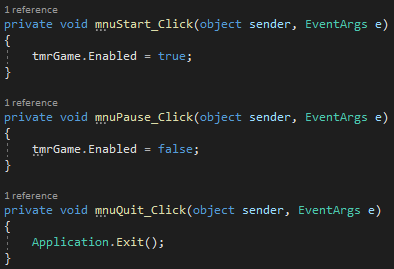 1 reference
private void mnuStart_Click(object sender, EventArgs e)
{
tmrGame.Enabled = true;
}
1 reference
private void mnuPause_Click(object sender, EventArgs e)
{
tmrGame.Enabled = false;
}
1 reference
private void mnuQuit_Click(object sender, EventArgs e)
{
Application.Exit();
}